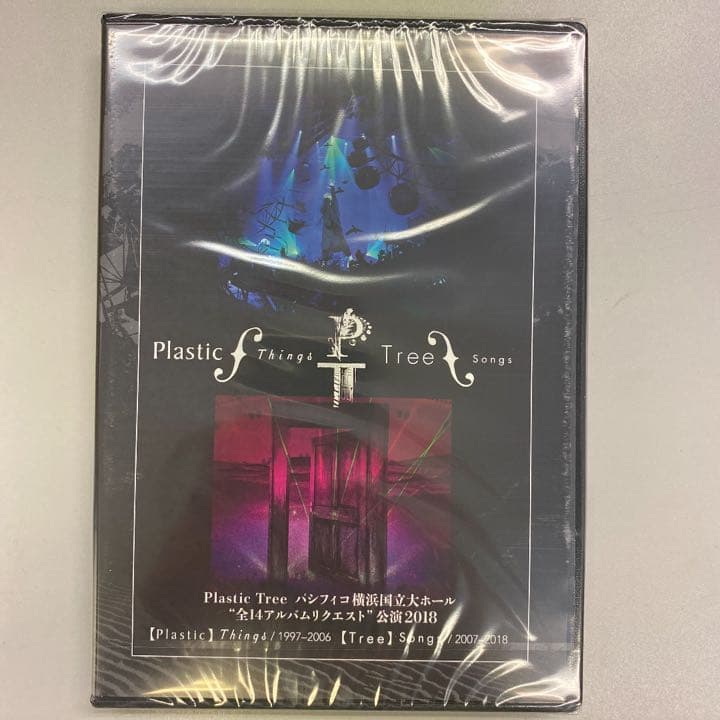 Plastic Things PT Tree Songs
Plastic Tree パシフィコ横浜国立大ホール
“全14アルバムリクエスト”公演2018
【Plastic】Things/1997–2006 【Tree】Songs/2007–2018